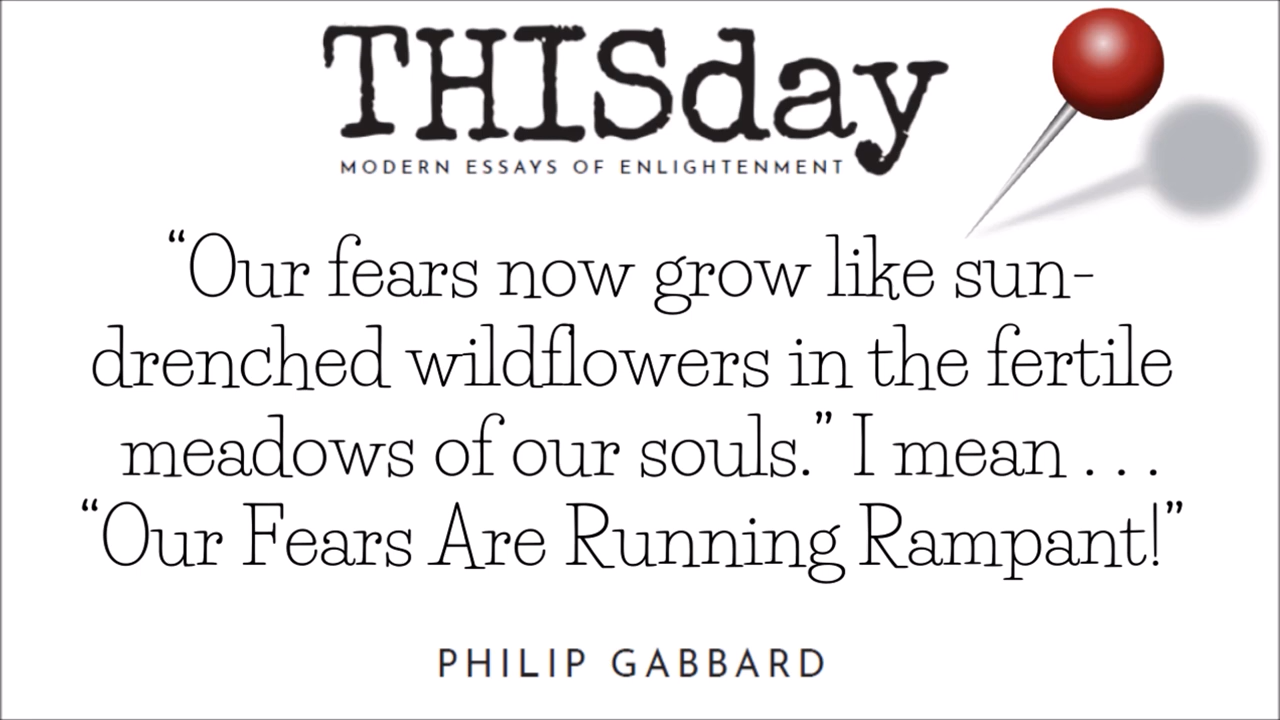 THISday
MODERN ESSAYS OF ENLIGHTENMENT
“Our fears now grow like sun-
drenched wildflowers in the fertile
meadows of our souls.” I mean . . .
“Our Fears Are Running Rampant!”
PHILIP GABBARD